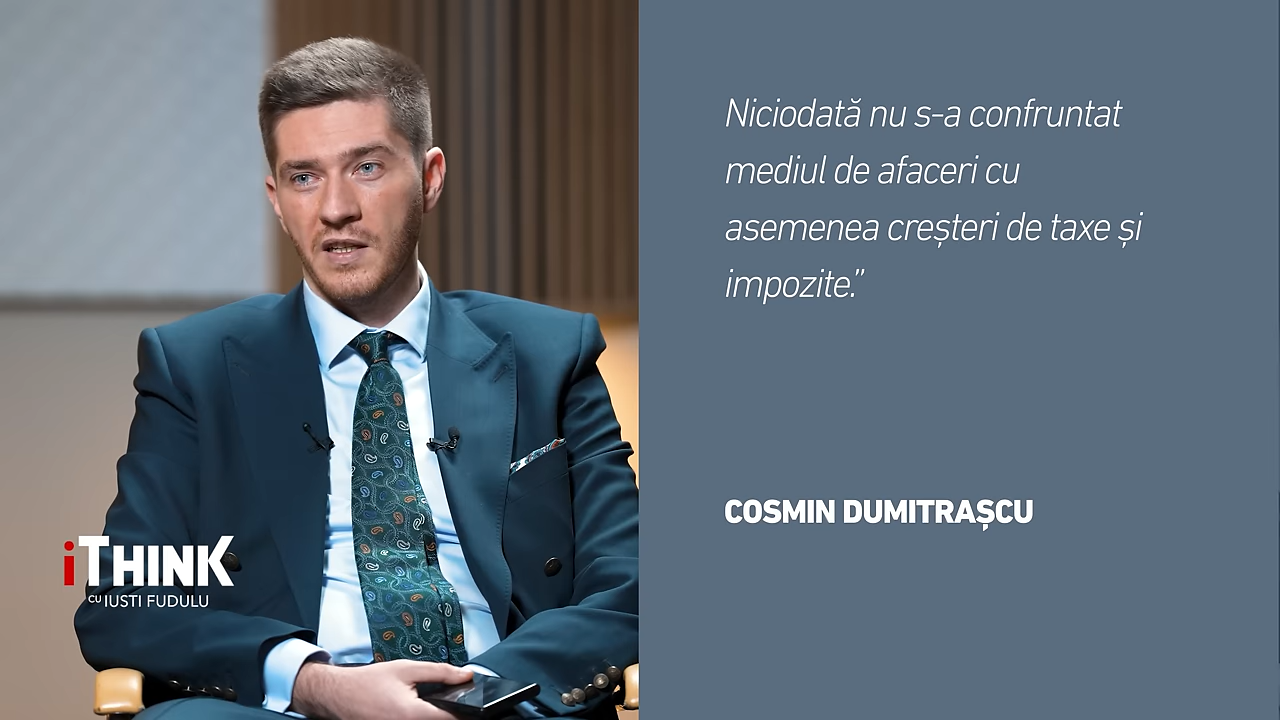 Niciodată nu s-a confruntat
mediul de afaceri cu
asemenea creșteri de taxe și
impozite.”
COSMIN DUMITRAȘCU
iTHINK
CU IUSTI FUDULU